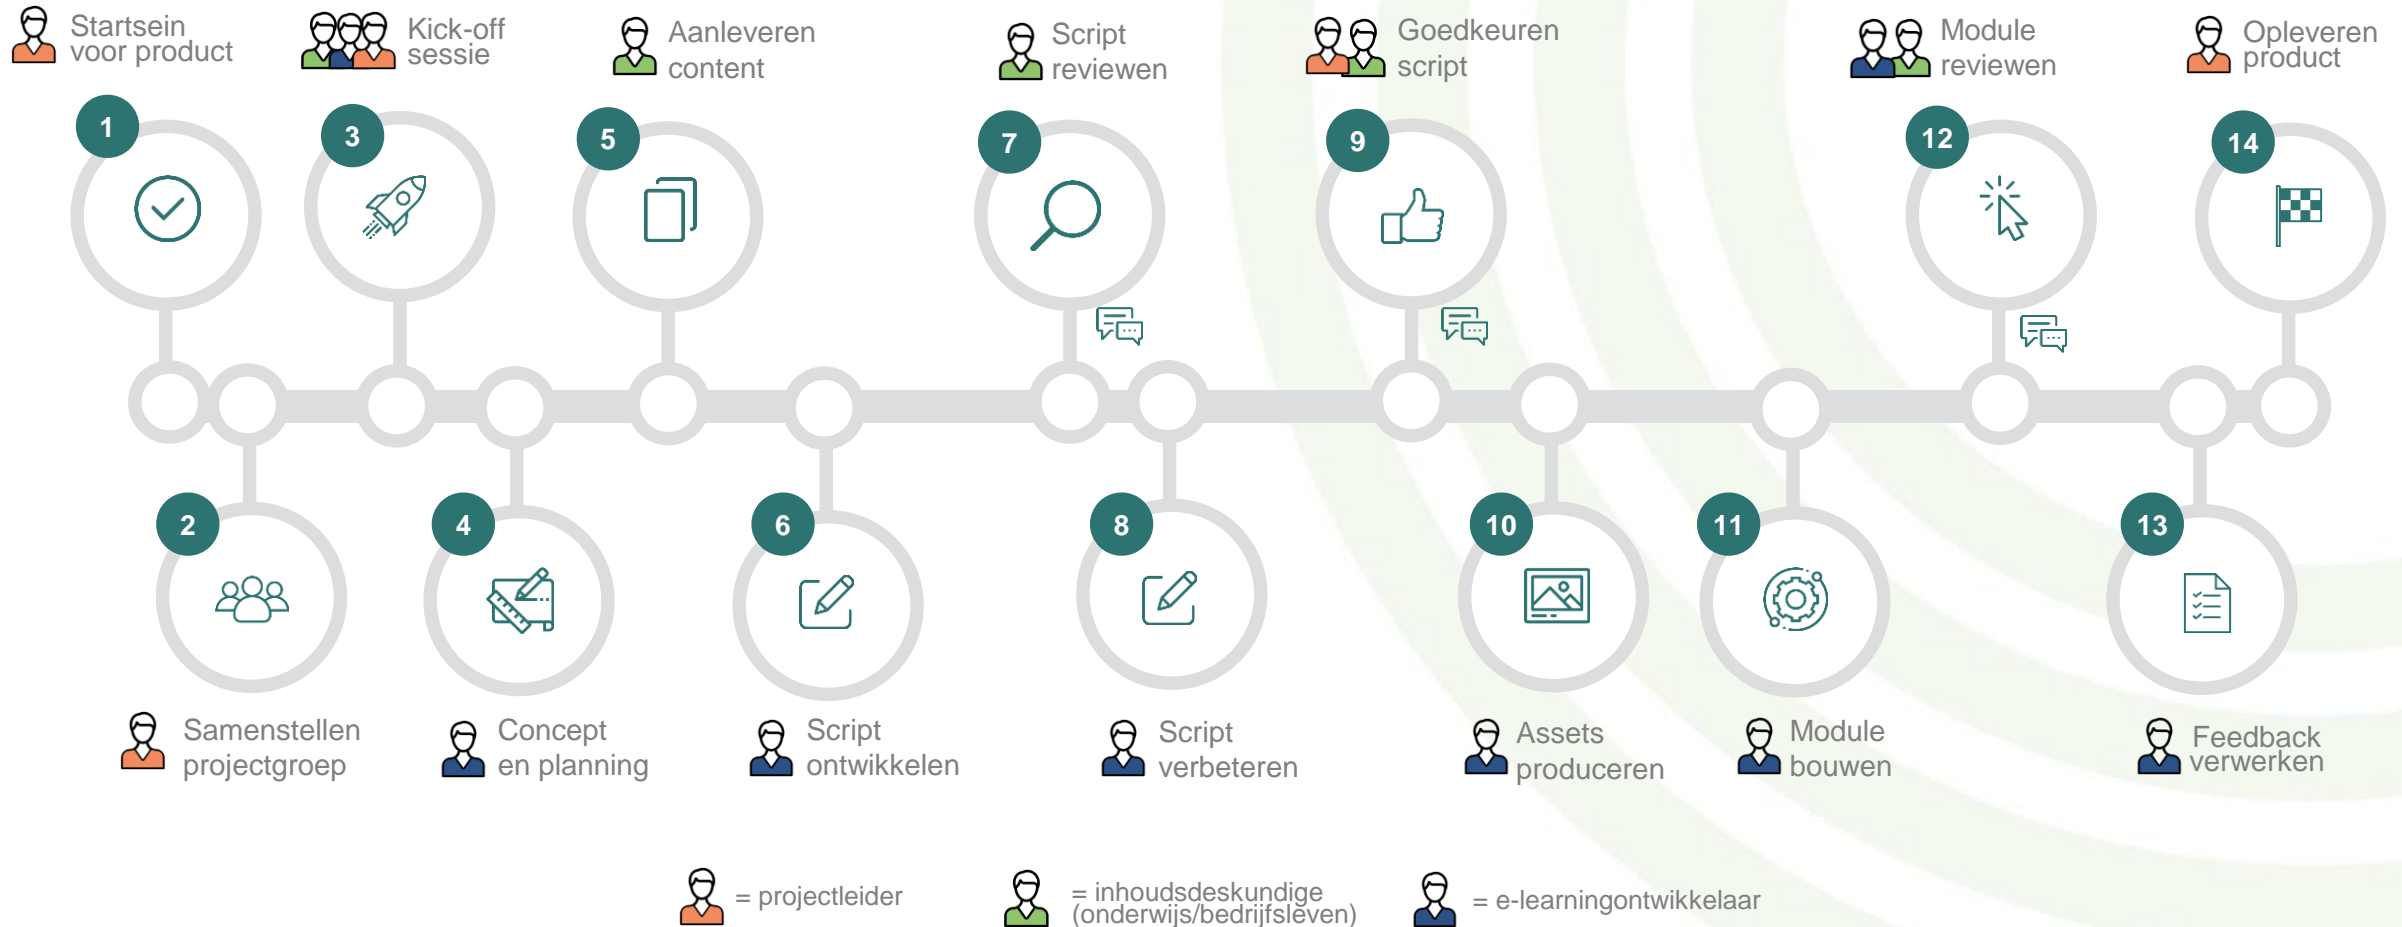 Startsein
voor product
Kick-off
sessie
Aanleveren
content
Script
reviewen
Goedkeuren
script
Module
reviewen
Opleveren
product
1
3
5
7
9
12
14
2
4
6
8
10
11
13
Samenstellen
projectgroep
Concept
en planning
Script
ontwikkelen
Script
verbeteren
Assets
produceren
Module
bouwen
Feedback
verwerken
= projectleider
= inhoudsdeskundige
(onderwijs/bedrijfsleven)
= e-learningontwikkelaar